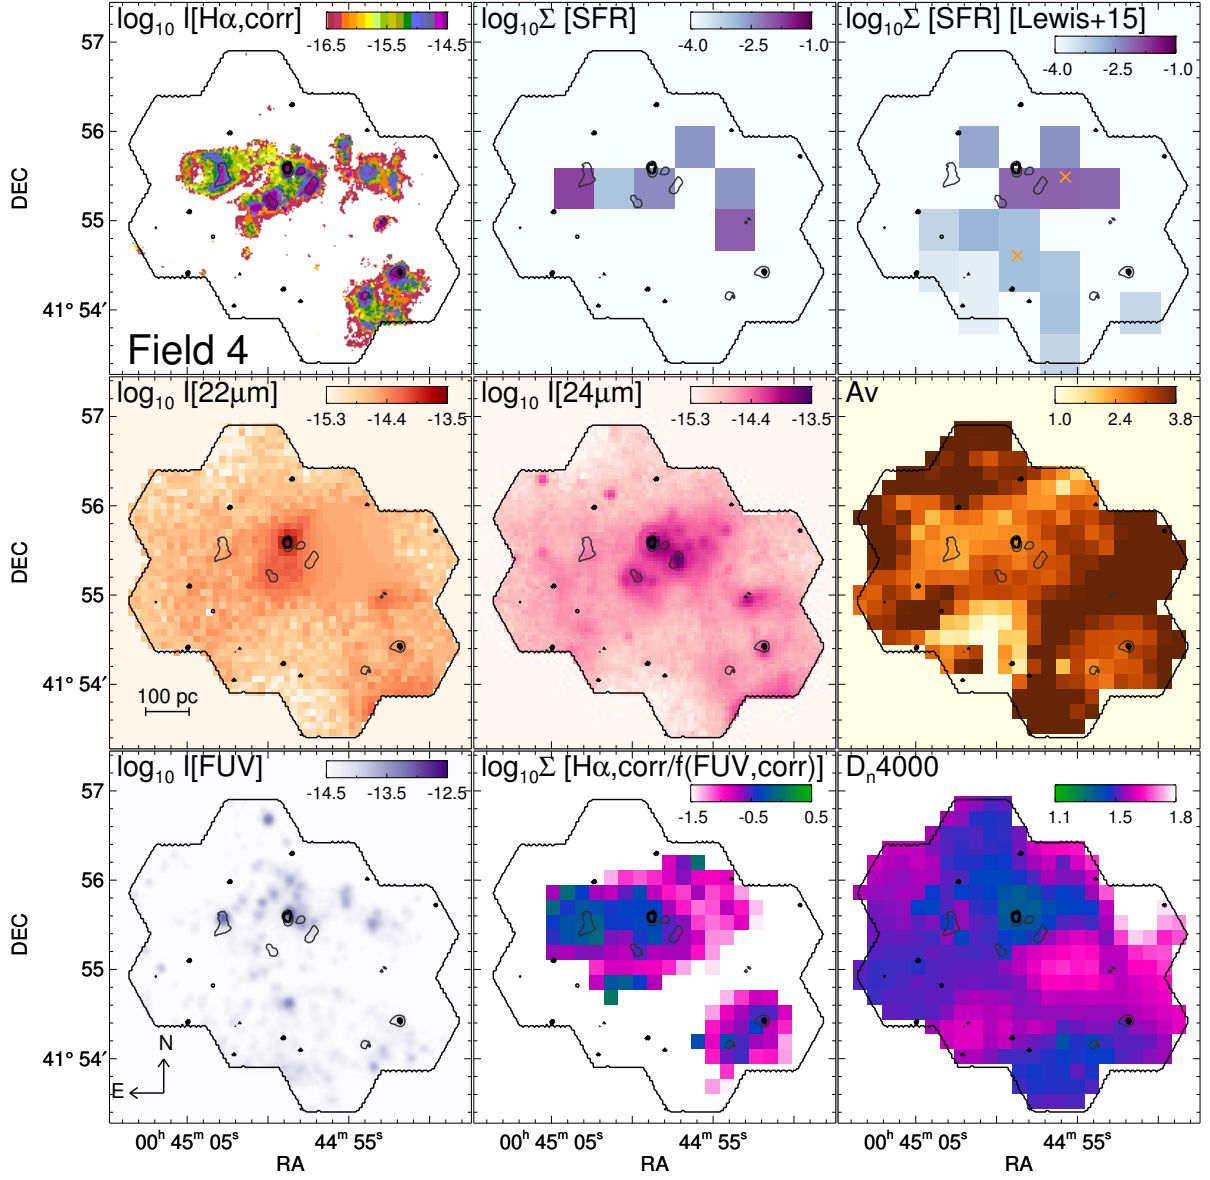 log₁₀ I[Hα,corr]
-16.5 -15.5 -14.5
log₁₀Σ [SFR]
-4.0 -2.5 -1.0
log₁₀Σ [SFR] [Lewis+15]
-4.0 -2.5 -1.0
57
56
55
41° 54′
DEC
Field 4
log₁₀ I[22μm]
-15.3 -14.4 -13.5
log₁₀ I[24μm]
-15.3 -14.4 -13.5
Av
1.0 2.4 3.8
57
56
55
41° 54′
DEC
100 pc
log₁₀ I[FUV]
-14.5 -13.5 -12.5
log₁₀Σ [Hα,corr/f(FUV,corr)]
-1.5 -0.5 0.5
Dₙ4000
1.1 1.5 1.8
57
56
55
41° 54′
DEC
N
E
00ʰ 45ᵐ 05ˢ 44ᵐ 55ˢ
00ʰ 45ᵐ 05ˢ 44ᵐ 55ˢ
00ʰ 45ᵐ 05ˢ 44ᵐ 55ˢ
RA RA RA